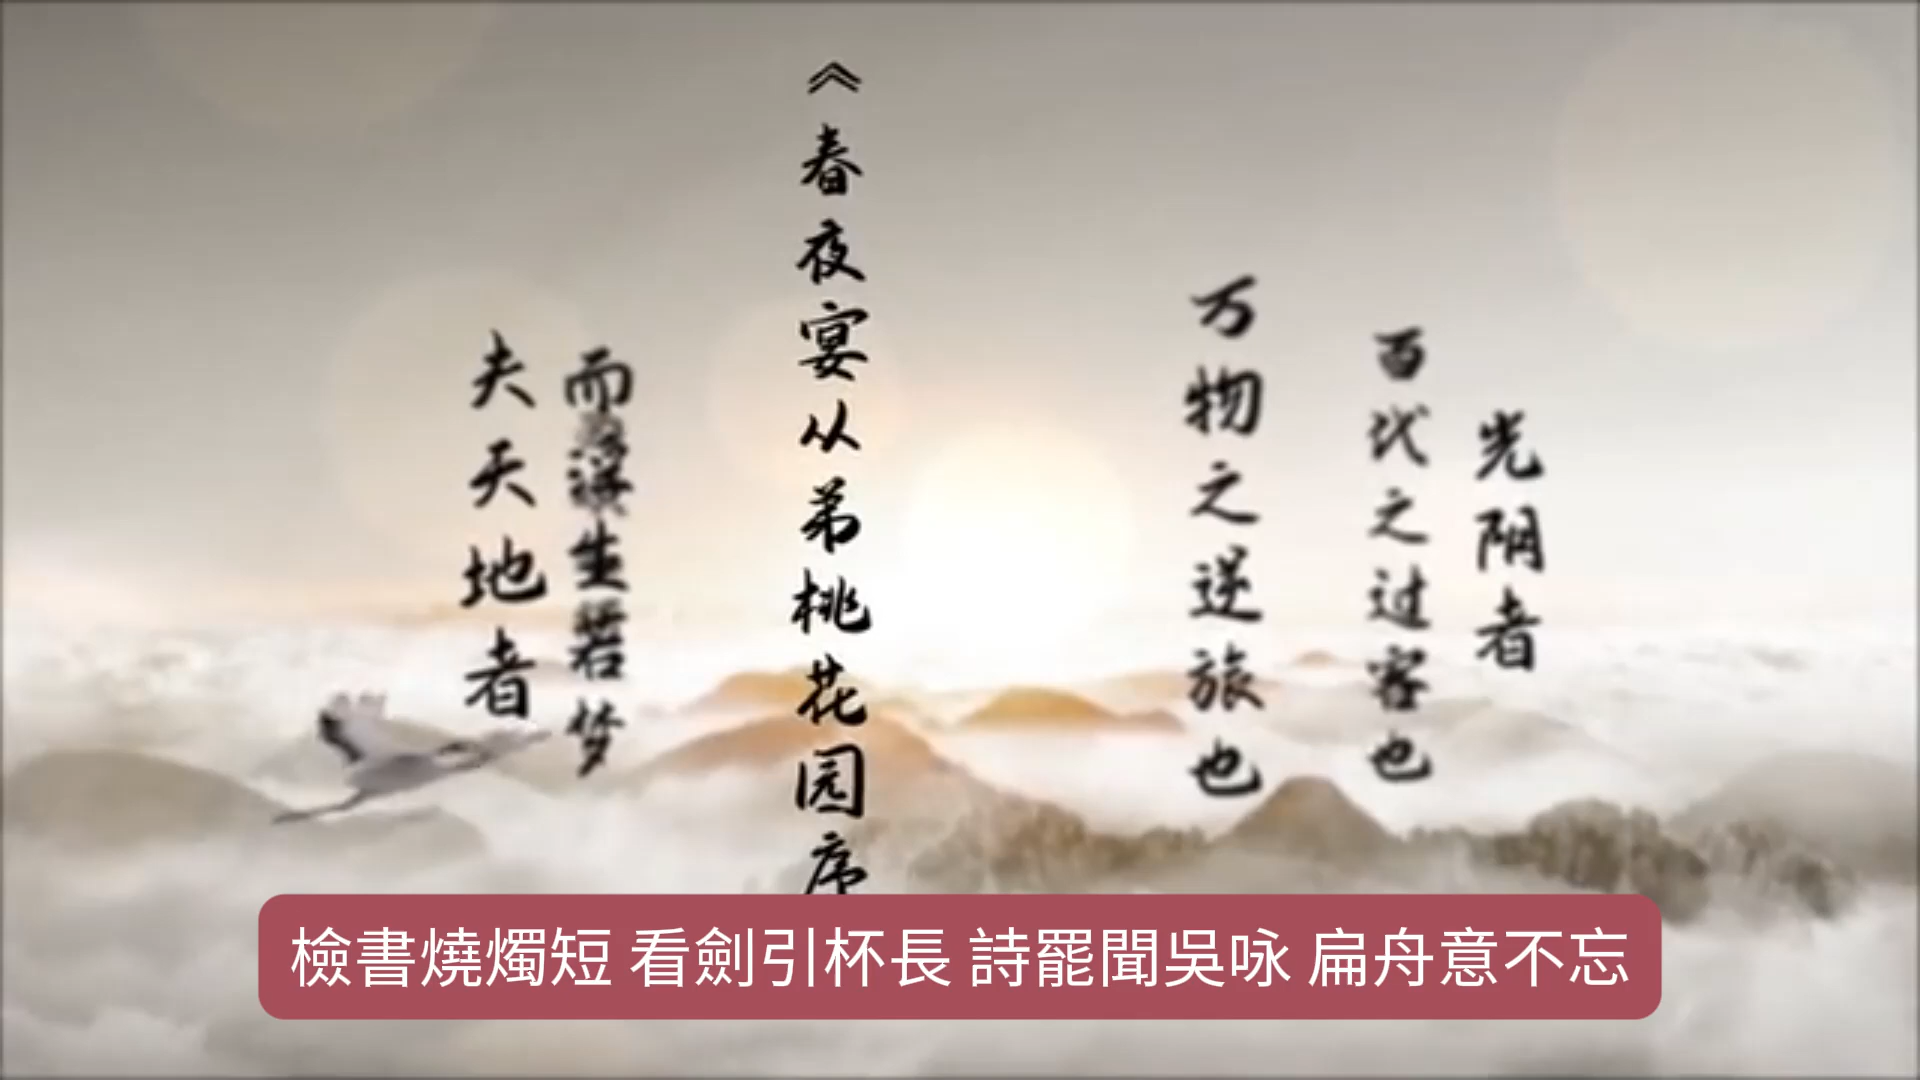 光阴者
百代之过客也
万物之逆旅也
《春夜宴从弟桃花园序
而生若梦
夫天地者
檢書燒燭短 看劍引杯長 詩罷聞吳咏 扁舟意不忘